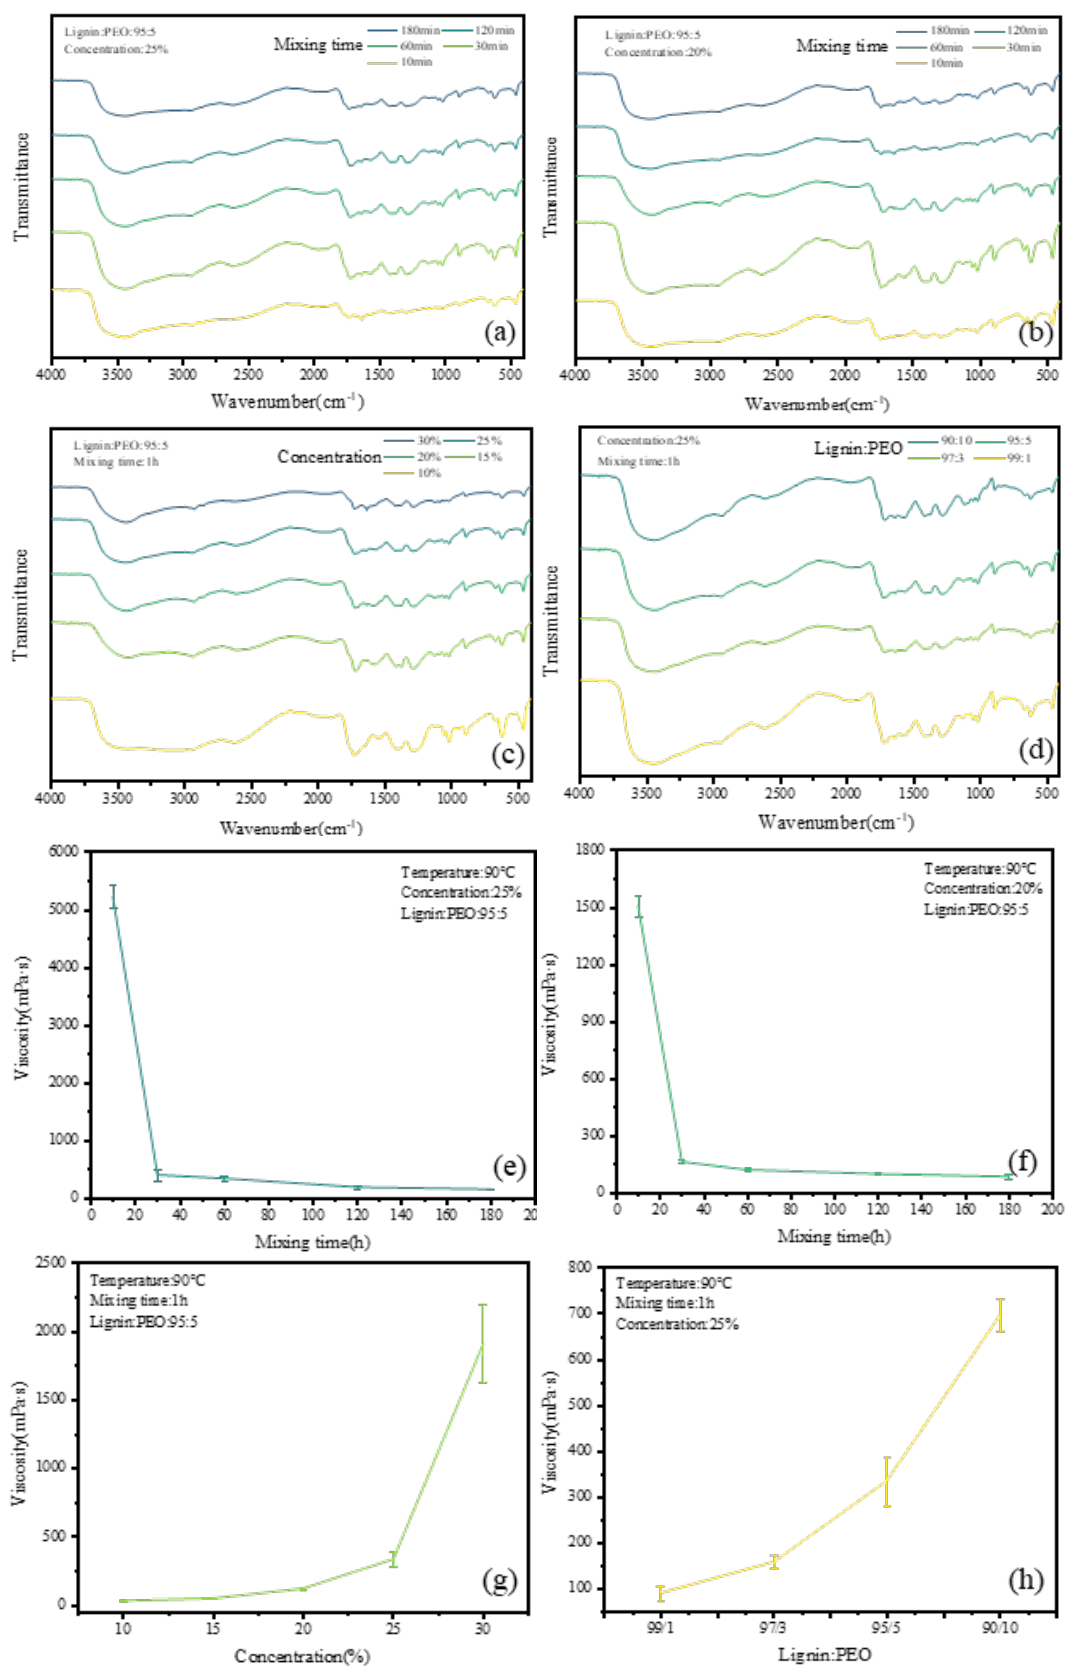 Lignin:PEO:95:5
Concentration:25%
Mixing time
180min 120min
60min 30min
10min
Transmittance
(a)
4000 3500 3000 2500 2000 1500 1000 500
Wavenumber(cm⁻¹)
Lignin:PEO:95:5
Concentration:20%
Mixing time
180min 120min
60min 30min
10min
Transmittance
(b)
4000 3500 3000 2500 2000 1500 1000 500
Wavenumber(cm⁻¹)
Lignin:PEO:95:5
Mixing time:1h
Concentration
30% 25%
20% 15%
10%
Transmittance
(c)
4000 3500 3000 2500 2000 1500 1000 500
Wavenumber(cm⁻¹)
Concentration:25%
Mixing time:1h
Lignin:PEO
90:10 95:5
97:3 99:1
Transmittance
(d)
4000 3500 3000 2500 2000 1500 1000 500
Wavenumber(cm⁻¹)
6000
5000
4000
3000
2000
1000
0
Viscosity(mPa·s)
Temperature:90°C
Concentration:25%
Lignin:PEO:95:5
(e)
0 20 40 60 80 100 120 140 160 180 200
Mixing time(h)
1800
1500
1200
900
600
300
0
Viscosity(mPa·s)
Temperature:90°C
Concentration:20%
Lignin:PEO:95:5
(f)
0 20 40 60 80 100 120 140 160 180 200
Mixing time(h)
2500
2000
1500
1000
500
0
Viscosity(mPa·s)
Temperature:90°C
Mixing time:1h
Lignin:PEO:95:5
(g)
10 15 20 25 30
Concentration(%)
800
700
600
500
400
300
200
100
Viscosity(mPa·s)
Temperature:90°C
Mixing time:1h
Concentration:25%
(h)
99/1 97/3 95/5 90/10
Lignin:PEO